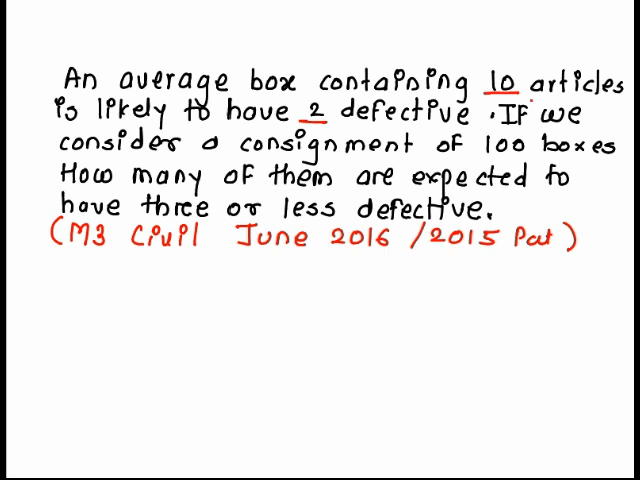 An average box containing 10 articles
is likely to have 2 defective . If we
consider a consignment of 100 boxes
How many of them are expected to
have three or less defective.
(M3 Civil June 2016 / 2015 Pat )